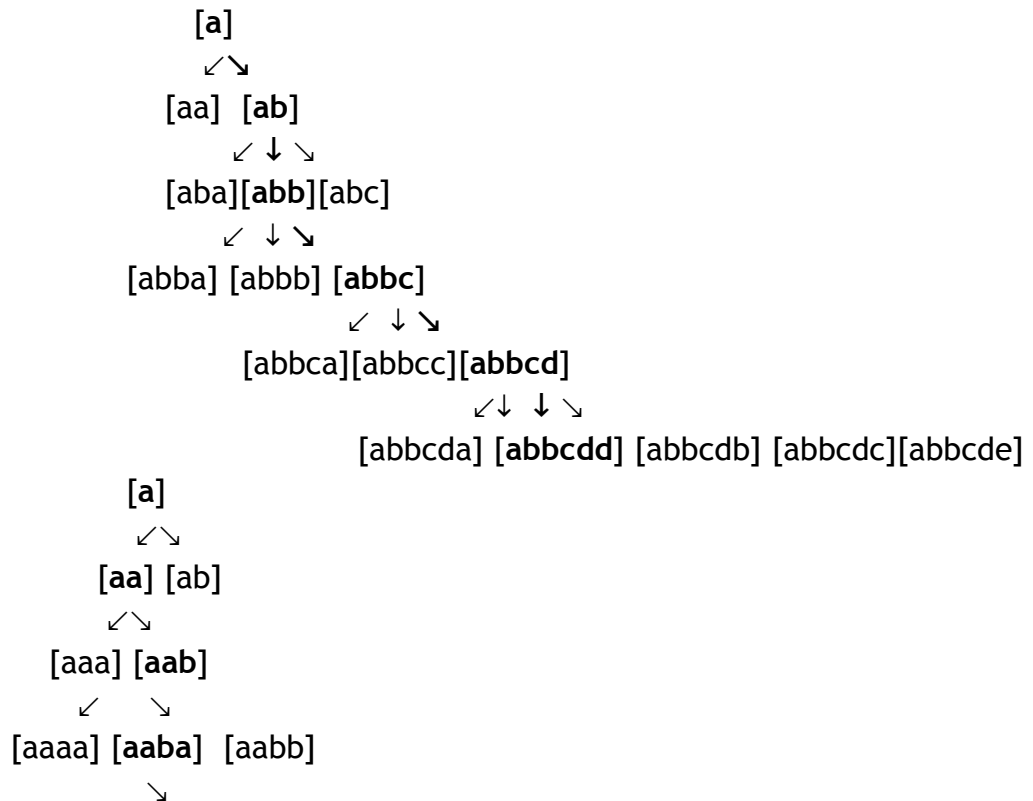 [a]
↙↘
[aa] [ab]
↙ ↓ ↘
[aba][abb][abc]
↙ ↓ ↘
[abba] [abbb] [abbc]
↙ ↓ ↘
[abbca][abbcc][abbcd]
↙↓ ↓ ↘
[abbcda] [abbcdd] [abbcdb] [abbcdc][abbcde]
[a]
↙↘
[aa] [ab]
↙↘
[aaa] [aab]
↙ ↘
[aaaa] [aaba] [aabb]
↘